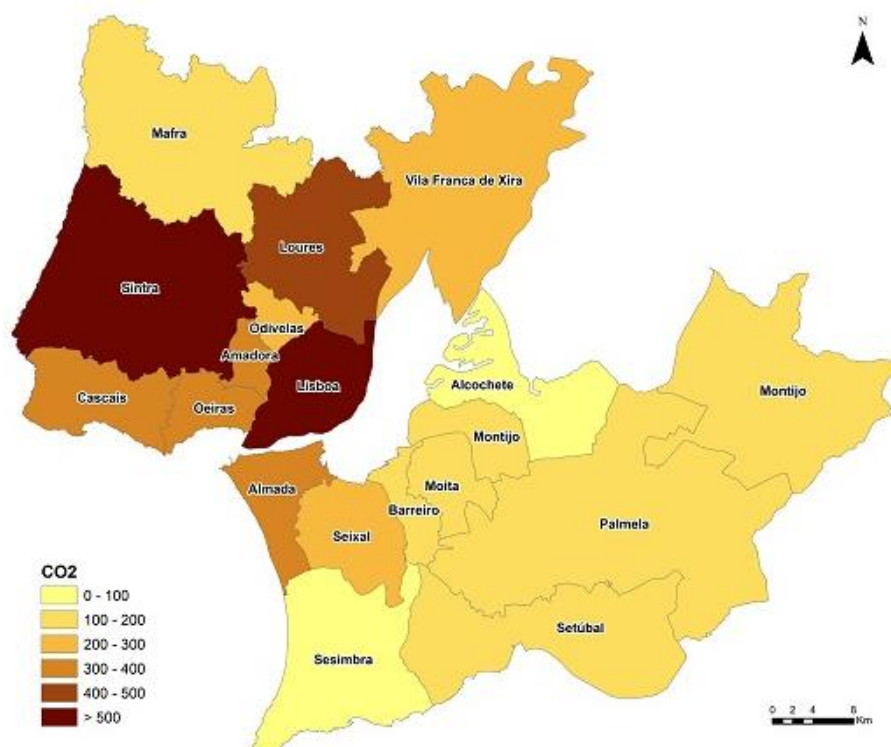 N
Mafra
Vila Franca de Xira
Loures
Sintra
Odivelas
Amadora
Lisboa
Cascais
Oeiras
Alcochete
Montijo
Montijo
Moita
Almada
Barreiro
Seixal
Palmela
Setúbal
Sesimbra
CO2
0 - 100
100 - 200
200 - 300
300 - 400
400 - 500
> 500
0 2 4 8
Km